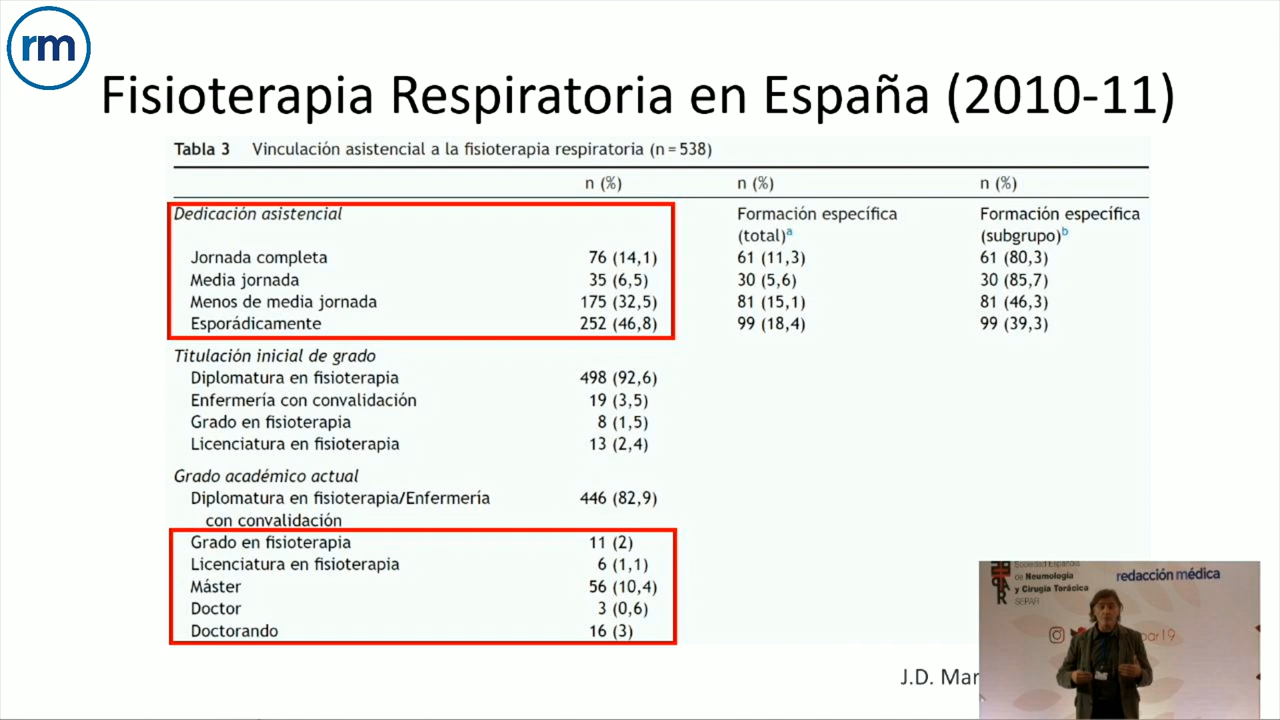 rm
Fisioterapia Respiratoria en España (2010-11)
Tabla 3 Vinculación asistencial a la fisioterapia respiratoria (n=538)
n (%) n (%) n (%)
Dedicación asistencial Formación específica (total)a Formación específica (subgrupo)b
Jornada completa 76 (14,1) 61 (11,3) 61 (80,3)
Media jornada 35 (6,5) 30 (5,6) 30 (85,7)
Menos de media jornada 175 (32,5) 81 (15,1) 81 (46,3)
Esporádicamente 252 (46,8) 99 (18,4) 99 (39,3)
Titulación inicial de grado
Diplomatura en fisioterapia 498 (92,6)
Enfermería con convalidación 19 (3,5)
Grado en fisioterapia 8 (1,5)
Licenciatura en fisioterapia 13 (2,4)
Grado académico actual
Diplomatura en fisioterapia/Enfermería 446 (82,9)
con convalidación
Grado en fisioterapia 11 (2)
Licenciatura en fisioterapia 6 (1,1)
Máster 56 (10,4)
Doctor 3 (0,6)
Doctorando 16 (3)
J.D. Mar
Sociedad Española
de Neumología
y Cirugía Torácica
SEPAR
redacción médica
par19